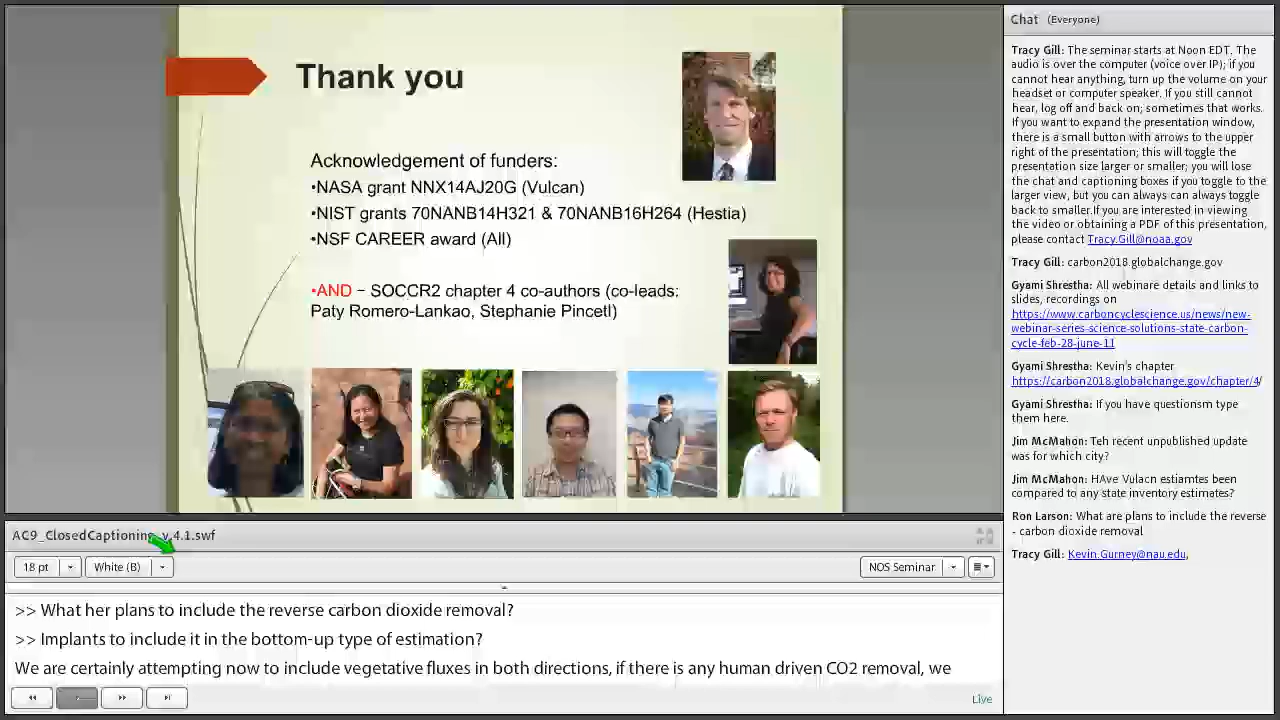 Thank you
Acknowledgement of funders:
•NASA grant NNX14AJ20G (Vulcan)
•NIST grants 70NANB14H321 & 70NANB16H264 (Hestia)
•NSF CAREER award (All)
•AND – SOCCR2 chapter 4 co-authors (co-leads:
Paty Romero-Lankao, Stephanie Pincetl)
AC9_ClosedCaptioning_v.4.1.swf
18 pt
White (B)
NOS Seminar
>> What her plans to include the reverse carbon dioxide removal?
>> Implants to include it in the bottom-up type of estimation?
We are certainly attempting now to include vegetative fluxes in both directions, if there is any human driven CO2 removal, we
Live
Chat (Everyone)
Tracy Gill: The seminar starts at Noon EDT. The
audio is over the computer (voice over IP); if you
cannot hear anything, turn up the volume on your
headset or computer speaker. If you still cannot
hear, log off and back on; sometimes that works.
If you want to expand the presentation window,
there is a small button with arrows to the upper
right of the presentation; this will toggle the
presentation size larger or smaller; you will lose
the chat and captioning boxes if you toggle to the
larger view, but you can always can always toggle
back to smaller.If you are interested in viewing
the video or obtaining a PDF of this presentation,
please contact Tracy.Gill@noaa.gov
Tracy Gill: carbon2018.globalchange.gov
Gyami Shrestha: All webinare details and links to
slides, recordings on
https://www.carboncyclescience.us/news/new-
webinar-series-science-solutions-state-carbon-
cycle-feb-28-june-11
Gyami Shrestha: Kevin's chapter
https://carbon2018.globalchange.gov/chapter/4/
Gyami Shrestha: If you have questionsm type
them here.
Jim McMahon: Teh recent unpublished update
was for which city?
Jim McMahon: HAve Vulacn estiamtes been
compared to any state inventory estimates?
Ron Larson: What are plans to include the reverse
- carbon dioxide removal
Tracy Gill: Kevin.Gurney@nau.edu,